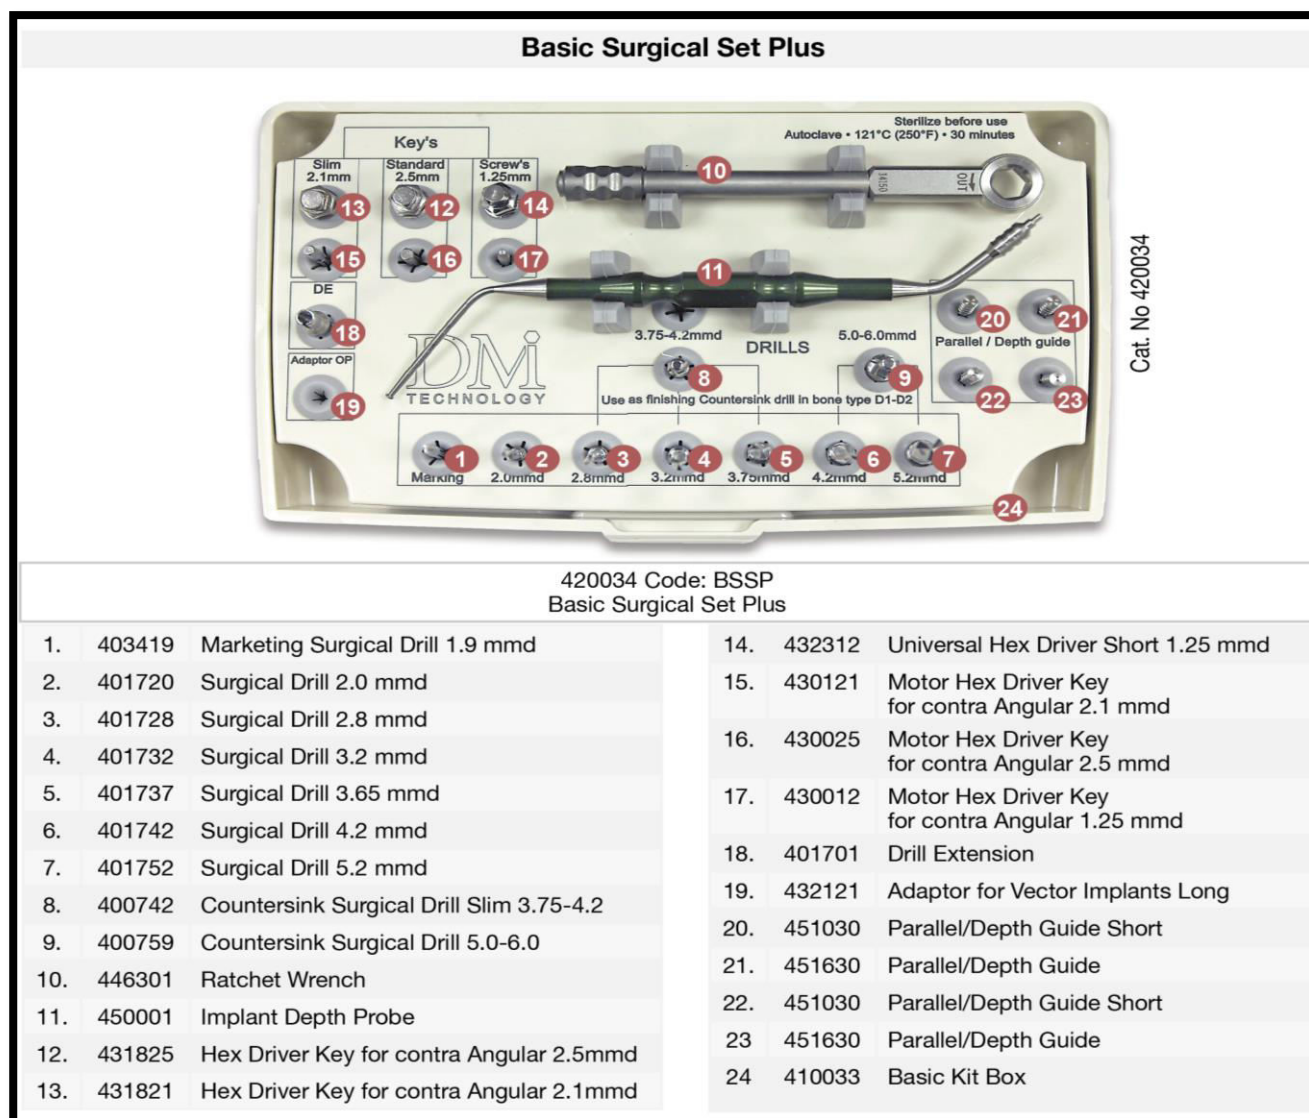 Basic Surgical Set Plus
Sterilize before use
Autoclave • 121°C (250°F) • 30 minutes
Key's
Slim
2.1mm
Standard
2.5mm
Screw's
1.25mm
10
14150
OUT
13
12
14
15
16
17
11
DE
18
Adaptor OP
19
DMi
TECHNOLOGY
3.75-4.2mmd
DRILLS
5.0-6.0mmd
8
9
Use as finishing Countersink drill in bone type D1-D2
20
21
Parallel / Depth guide
22
23
1
2
3
4
5
6
7
Marking
2.0mmd
2.8mmd
3.2mmd
3.75mmd
4.2mmd
5.2mmd
24
Cat. No 420034
420034 Code: BSSP
Basic Surgical Set Plus
1. 403419 Marketing Surgical Drill 1.9 mmd
2. 401720 Surgical Drill 2.0 mmd
3. 401728 Surgical Drill 2.8 mmd
4. 401732 Surgical Drill 3.2 mmd
5. 401737 Surgical Drill 3.65 mmd
6. 401742 Surgical Drill 4.2 mmd
7. 401752 Surgical Drill 5.2 mmd
8. 400742 Countersink Surgical Drill Slim 3.75-4.2
9. 400759 Countersink Surgical Drill 5.0-6.0
10. 446301 Ratchet Wrench
11. 450001 Implant Depth Probe
12. 431825 Hex Driver Key for contra Angular 2.5mmd
13. 431821 Hex Driver Key for contra Angular 2.1mmd
14. 432312 Universal Hex Driver Short 1.25 mmd
15. 430121 Motor Hex Driver Key
for contra Angular 2.1 mmd
16. 430025 Motor Hex Driver Key
for contra Angular 2.5 mmd
17. 430012 Motor Hex Driver Key
for contra Angular 1.25 mmd
18. 401701 Drill Extension
19. 432121 Adaptor for Vector Implants Long
20. 451030 Parallel/Depth Guide Short
21. 451630 Parallel/Depth Guide
22. 451030 Parallel/Depth Guide Short
23 451630 Parallel/Depth Guide
24 410033 Basic Kit Box